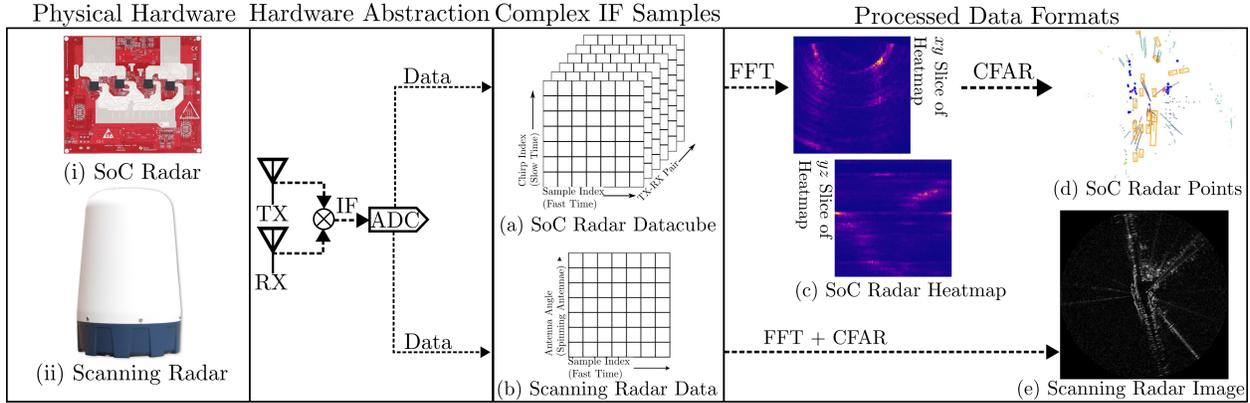 Physical Hardware
Hardware Abstraction
Complex IF Samples
Processed Data Formats
(i) SoC Radar
(ii) Scanning Radar
TX
RX
IF
ADC
Data
Data
Chirp Index
(Slow Time)
Sample Index
(Fast Time)
TX-RX Pair
(a) SoC Radar Datacube
Antenna Angle
(Spinning Antennae)
Sample Index
(Fast Time)
(b) Scanning Radar Data
FFT
xy Slice of
Heatmap
yz Slice of
Heatmap
(c) SoC Radar Heatmap
CFAR
(d) SoC Radar Points
FFT + CFAR
(e) Scanning Radar Image